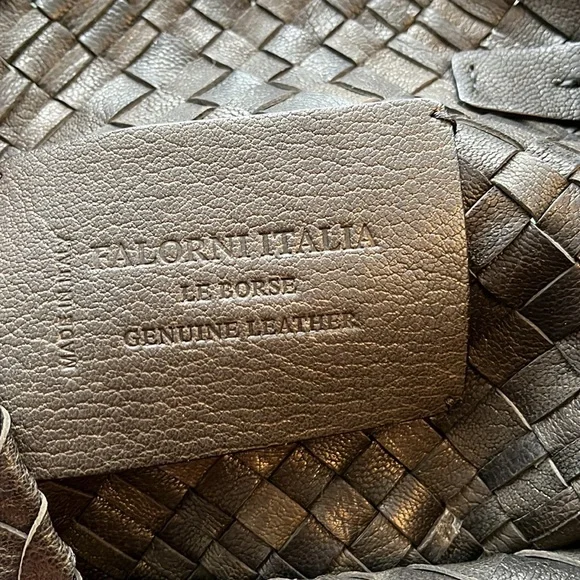 FALORNI ITALIA
LE BORSE
GENUINE LEATHER
MADE IN ITALY